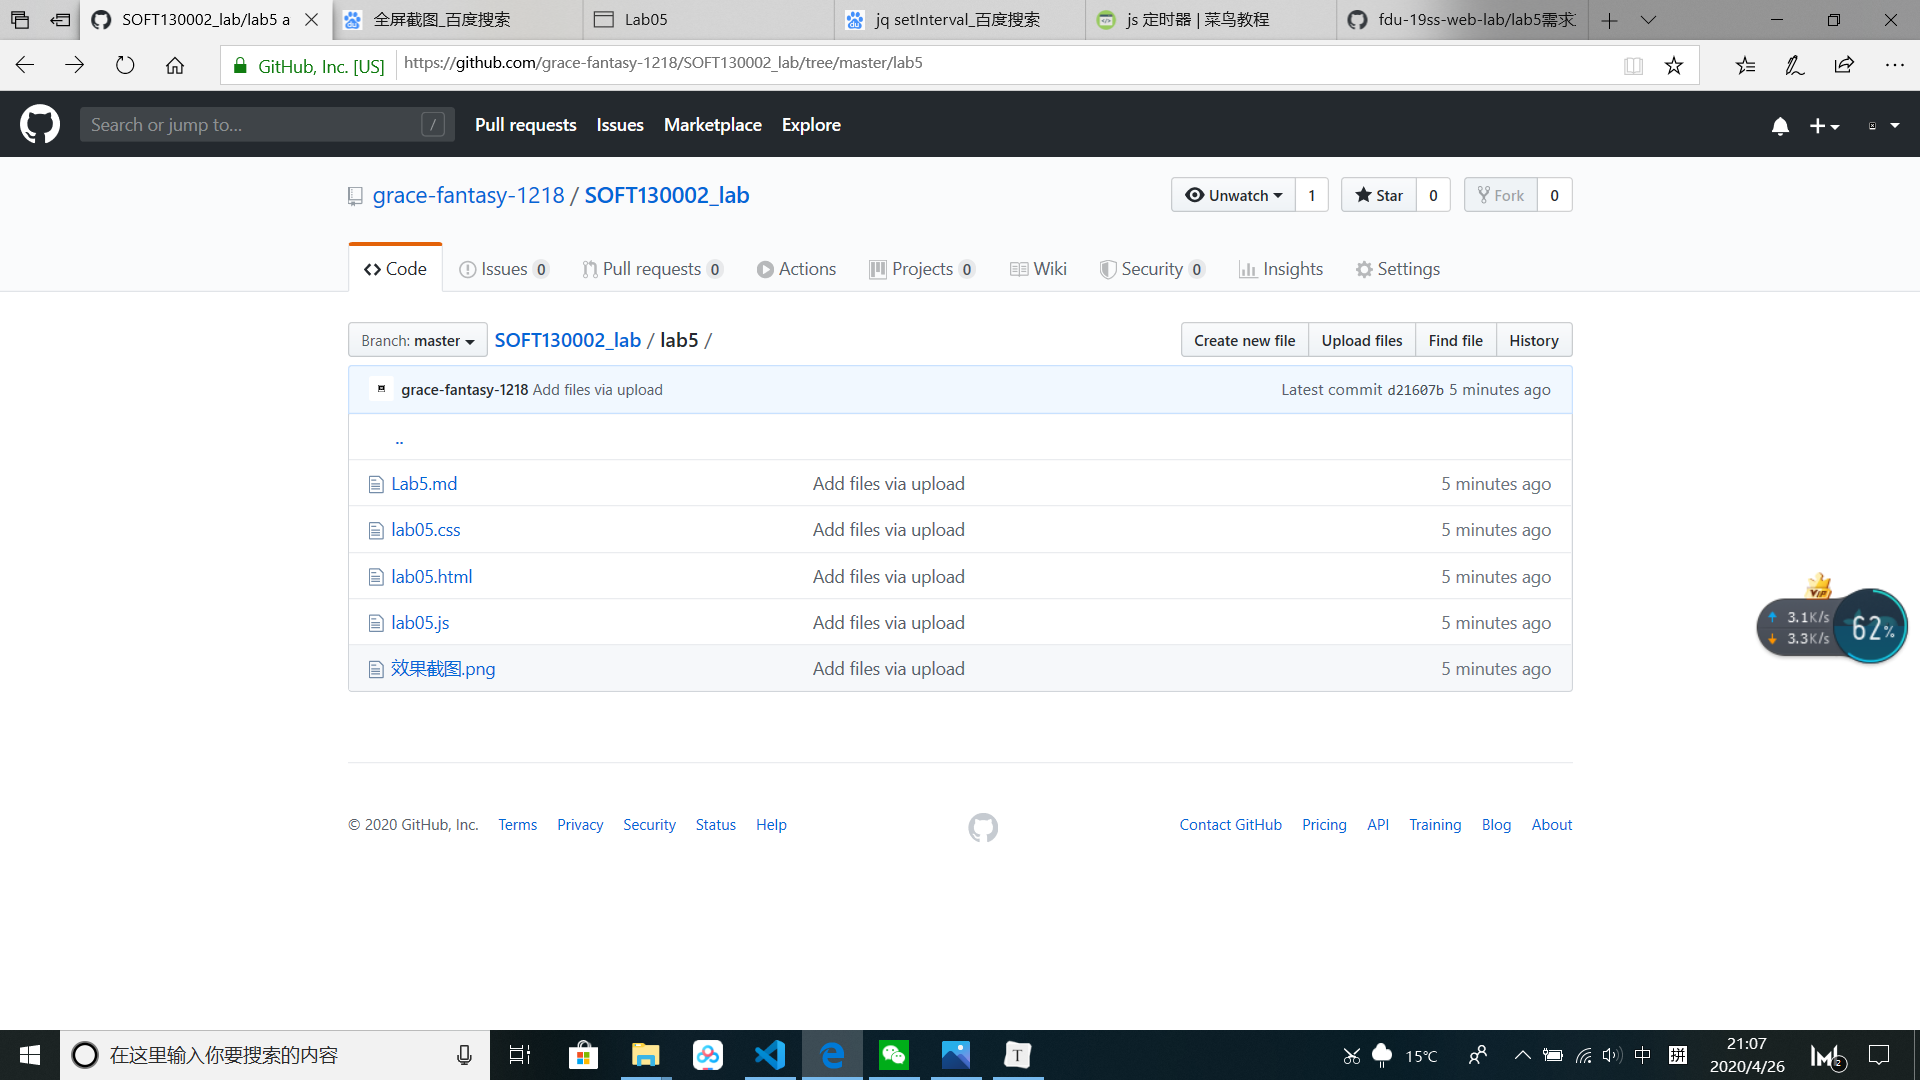 SOFT130002_lab/lab5 a
全屏截图_百度搜索
Lab05
jq setInterval_百度搜索
js 定时器 | 菜鸟教程
fdu-19ss-web-lab/lab5需求
GitHub, Inc. [US]
https://github.com/grace-fantasy-1218/SOFT130002_lab/tree/master/lab5
Search or jump to...
/
Pull requests
Issues
Marketplace
Explore
grace-fantasy-1218 / SOFT130002_lab
Unwatch 1
Star 0
Fork 0
Code
Issues 0
Pull requests 0
Actions
Projects 0
Wiki
Security 0
Insights
Settings
Branch: master
SOFT130002_lab / lab5 /
Create new file
Upload files
Find file
History
grace-fantasy-1218 Add files via upload
Latest commit d21607b 5 minutes ago
..
Lab5.md Add files via upload 5 minutes ago
lab05.css Add files via upload 5 minutes ago
lab05.html Add files via upload 5 minutes ago
lab05.js Add files via upload 5 minutes ago
效果截图.png Add files via upload 5 minutes ago
VIP
3.1K/s
3.3K/s
62%
© 2020 GitHub, Inc.
Terms
Privacy
Security
Status
Help
Contact GitHub
Pricing
API
Training
Blog
About
在这里输入你要搜索的内容
T
15℃
中
拼
21:07
2020/4/26
2